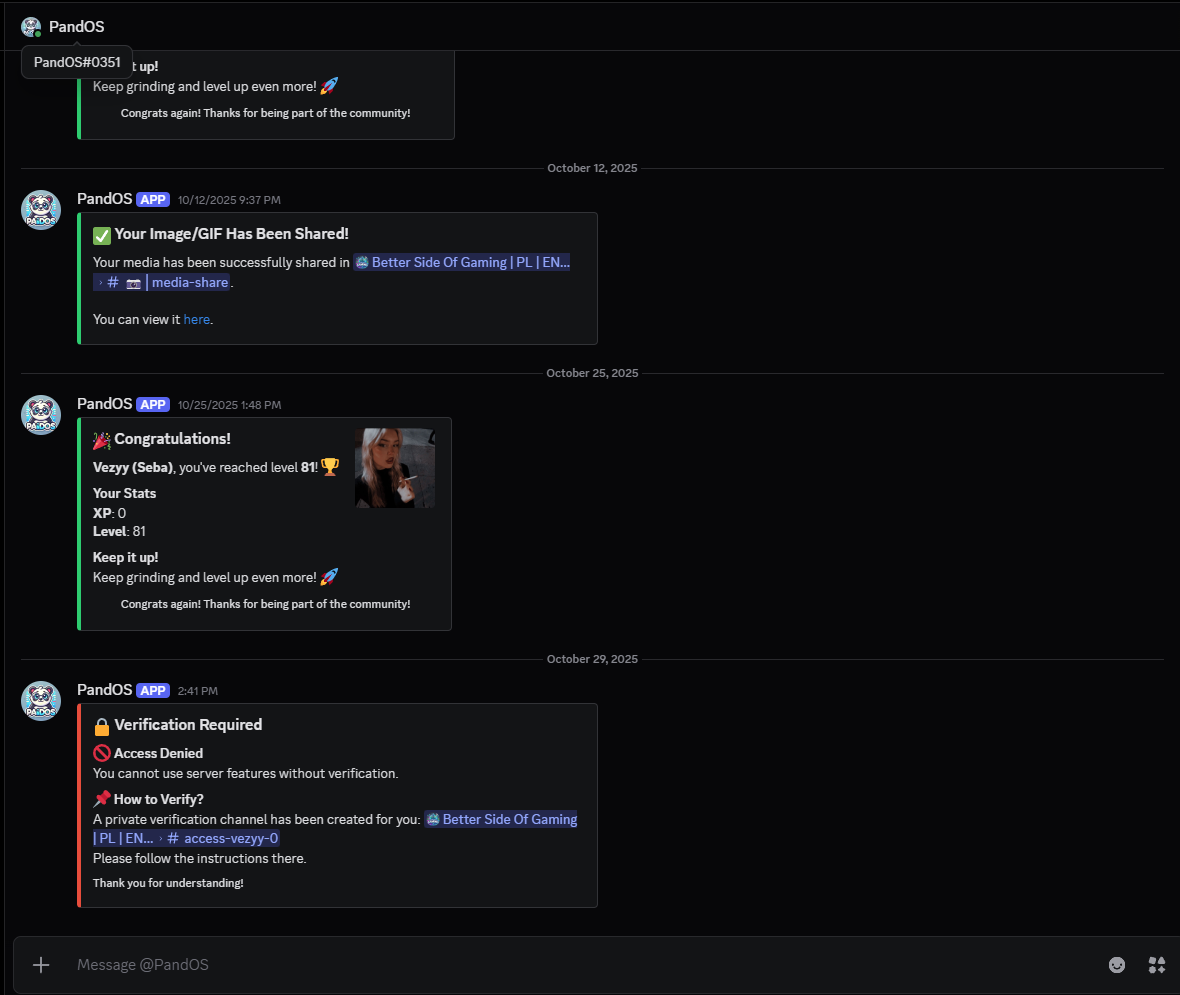 PandOS
PandOS#0351
t up!
Keep grinding and level up even more! 🚀
Congrats again! Thanks for being part of the community!
October 12, 2025
PandOS APP 10/12/2025 9:37 PM
✅ Your Image/GIF Has Been Shared!
Your media has been successfully shared in Better Side Of Gaming | PL | EN...
› # 📷 | media-share.
You can view it here.
October 25, 2025
PandOS APP 10/25/2025 1:48 PM
🎉 Congratulations!
Vezyy (Seba), you've reached level 81! 🏆
Your Stats
XP: 0
Level: 81
Keep it up!
Keep grinding and level up even more! 🚀
Congrats again! Thanks for being part of the community!
October 29, 2025
PandOS APP 2:41 PM
🔒 Verification Required
🚫 Access Denied
You cannot use server features without verification.
📌 How to Verify?
A private verification channel has been created for you: Better Side Of Gaming
| PL | EN... › # access-vezyy-0
Please follow the instructions there.
Thank you for understanding!
Message @PandOS